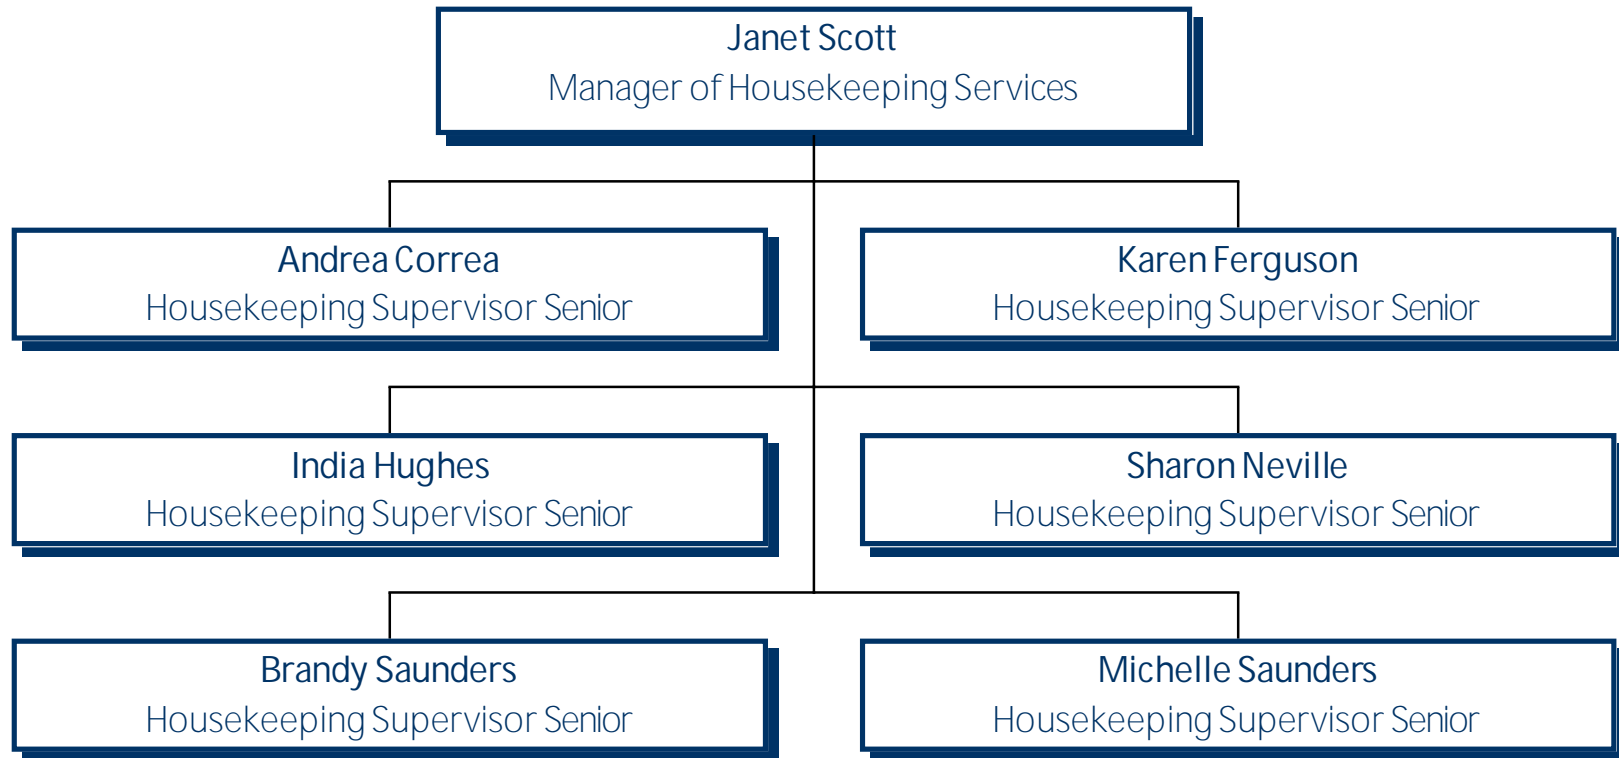 Janet Scott
Manager of Housekeeping Services
Andrea Correa
Housekeeping Supervisor Senior
Karen Ferguson
Housekeeping Supervisor Senior
India Hughes
Housekeeping Supervisor Senior
Sharon Neville
Housekeeping Supervisor Senior
Brandy Saunders
Housekeeping Supervisor Senior
Michelle Saunders
Housekeeping Supervisor Senior